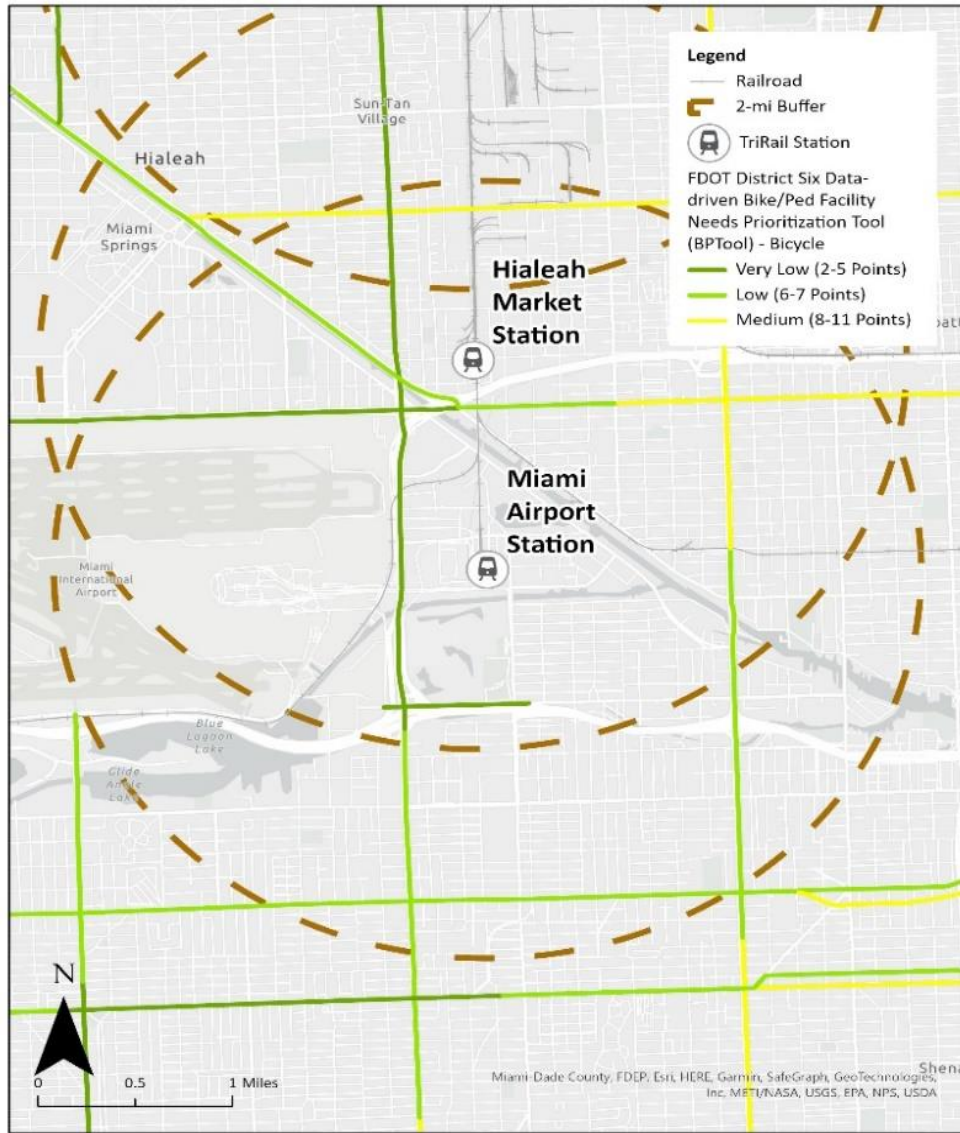 Legend
Railroad
2-mi Buffer
TriRail Station
FDOT District Six Data-
driven Bike/Ped Facility
Needs Prioritization Tool
(BPTool) - Bicycle
Very Low (2-5 Points)
Low (6-7 Points)
Medium (8-11 Points)
Sun-Tan
Village
Hialeah
Miami
Springs
Hialeah
Market
Station
Miami
Airport
Station
Miami
International
Airport
Blue
Lagoon
Lake
N
0 0.5 1 Miles
Miami-Dade County, FDEP, Esri, HERE, Garmin, SafeGraph, GeoTechnologies,
Inc, METI/NASA, USGS, EPA, NPS, USDA